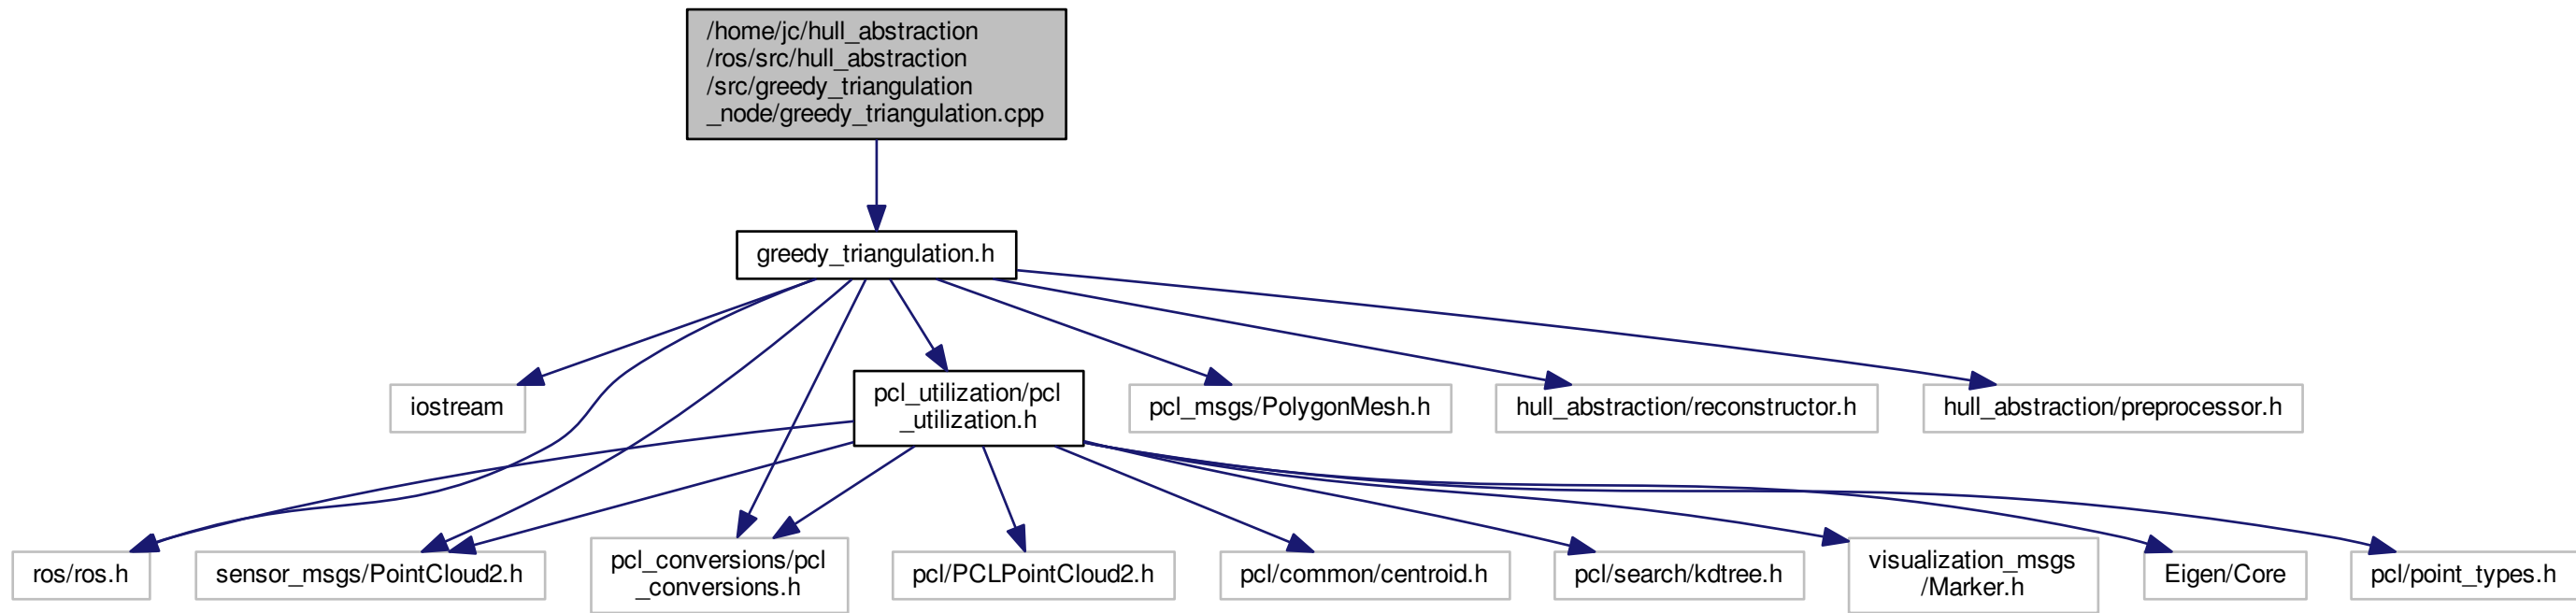 /home/jc/hull_abstraction
/ros/src/hull_abstraction
/src/greedy_triangulation
_node/greedy_triangulation.cpp
greedy_triangulation.h
iostream
pcl_utilization/pcl
_utilization.h
pcl_msgs/PolygonMesh.h
hull_abstraction/reconstructor.h
hull_abstraction/preprocessor.h
ros/ros.h
sensor_msgs/PointCloud2.h
pcl_conversions/pcl
_conversions.h
pcl/PCLPointCloud2.h
pcl/common/centroid.h
pcl/search/kdtree.h
visualization_msgs
/Marker.h
Eigen/Core
pcl/point_types.h